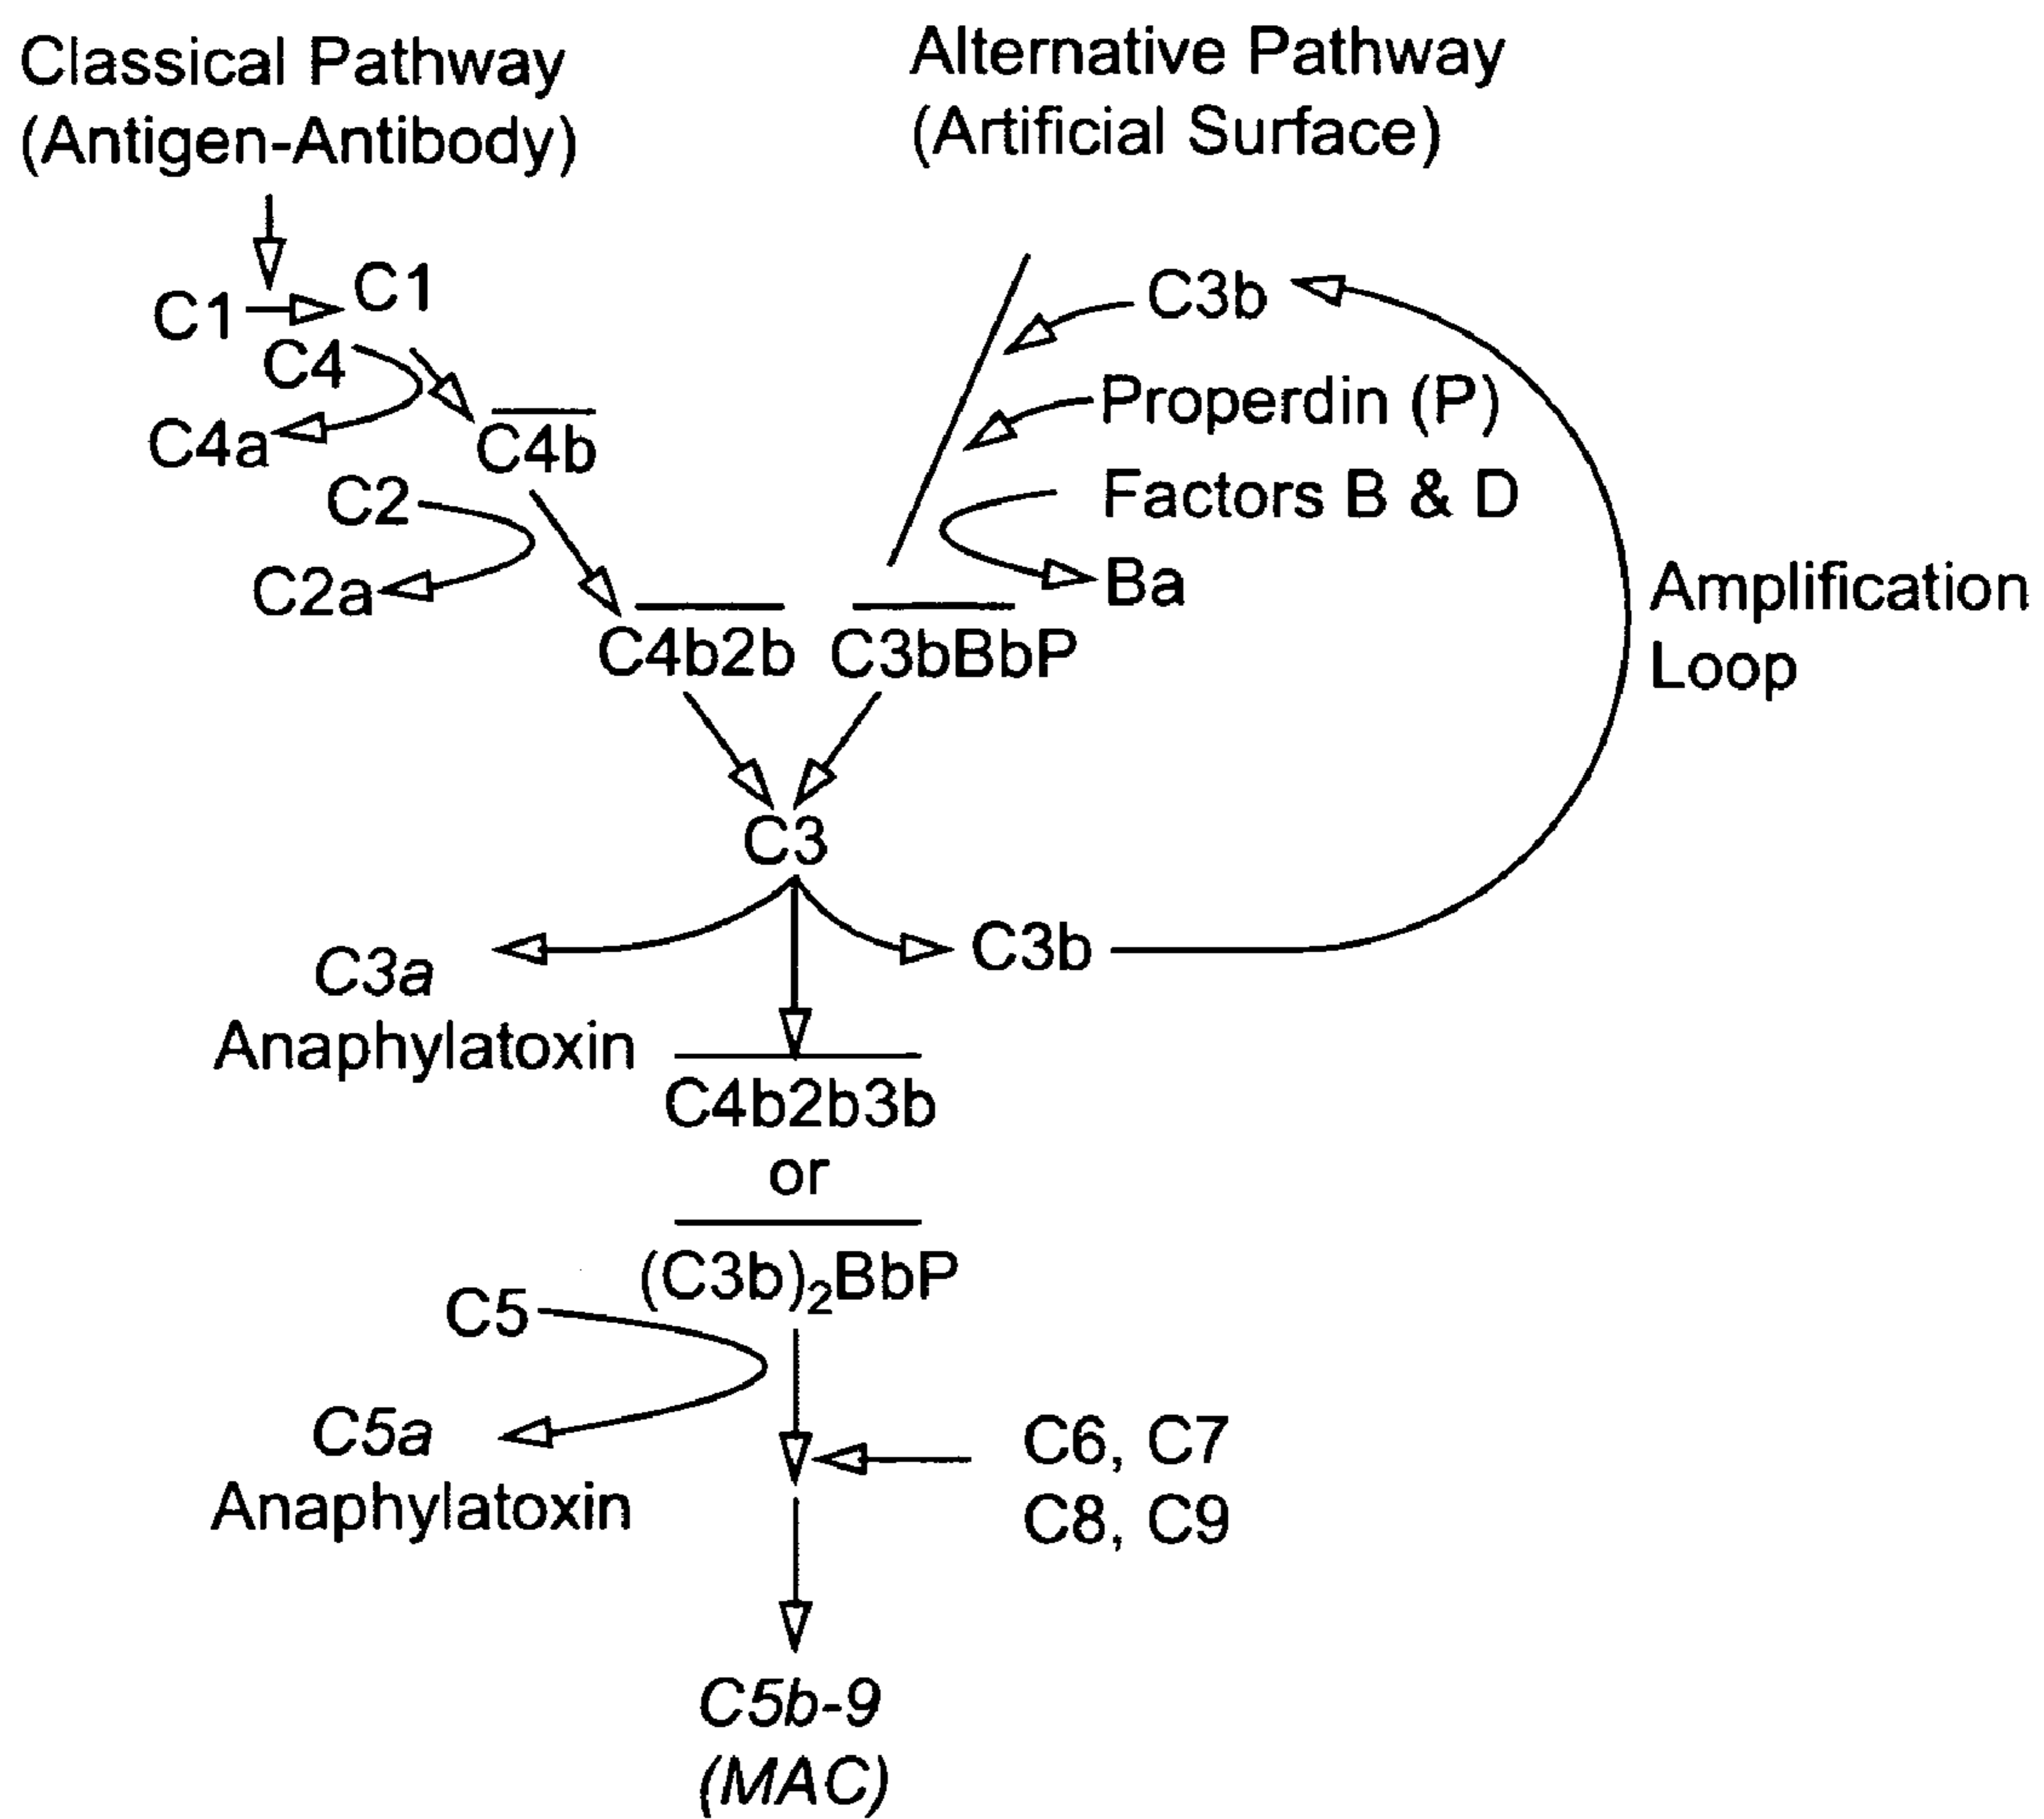 Classical Pathway
(Antigen-Antibody)
Alternative Pathway
(Artificial Surface)
C1
C1
C4
C4a
C4b
C2
C2a
C3b
Properdin (P)
Factors B & D
Ba
Amplification
Loop
C4b2b
C3bBbP
C3
C3a
Anaphylatoxin
C3b
C4b2b3b
or
(C3b)₂BbP
C5
C5a
Anaphylatoxin
C6, C7
C8, C9
C5b-9
(MAC)